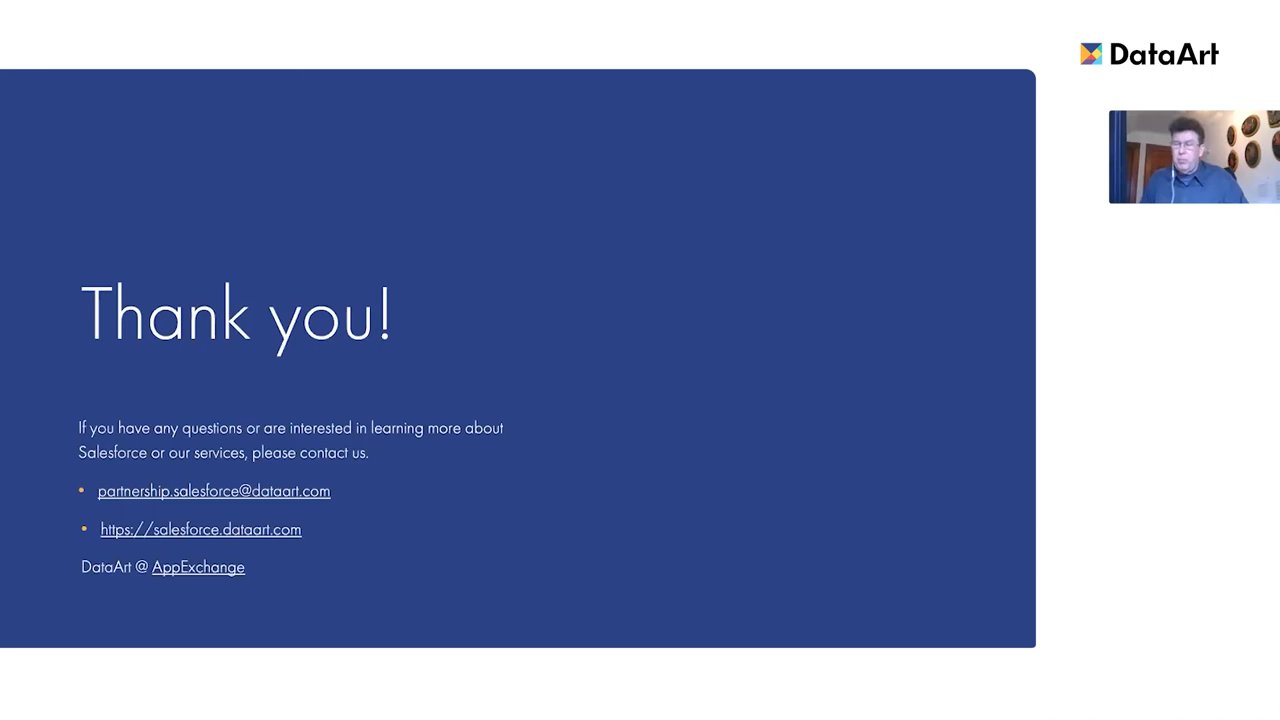 DataArt
Thank you!
If you have any questions or are interested in learning more about
Salesforce or our services, please contact us.
• partnership.salesforce@dataart.com
• https://salesforce.dataart.com
DataArt @ AppExchange